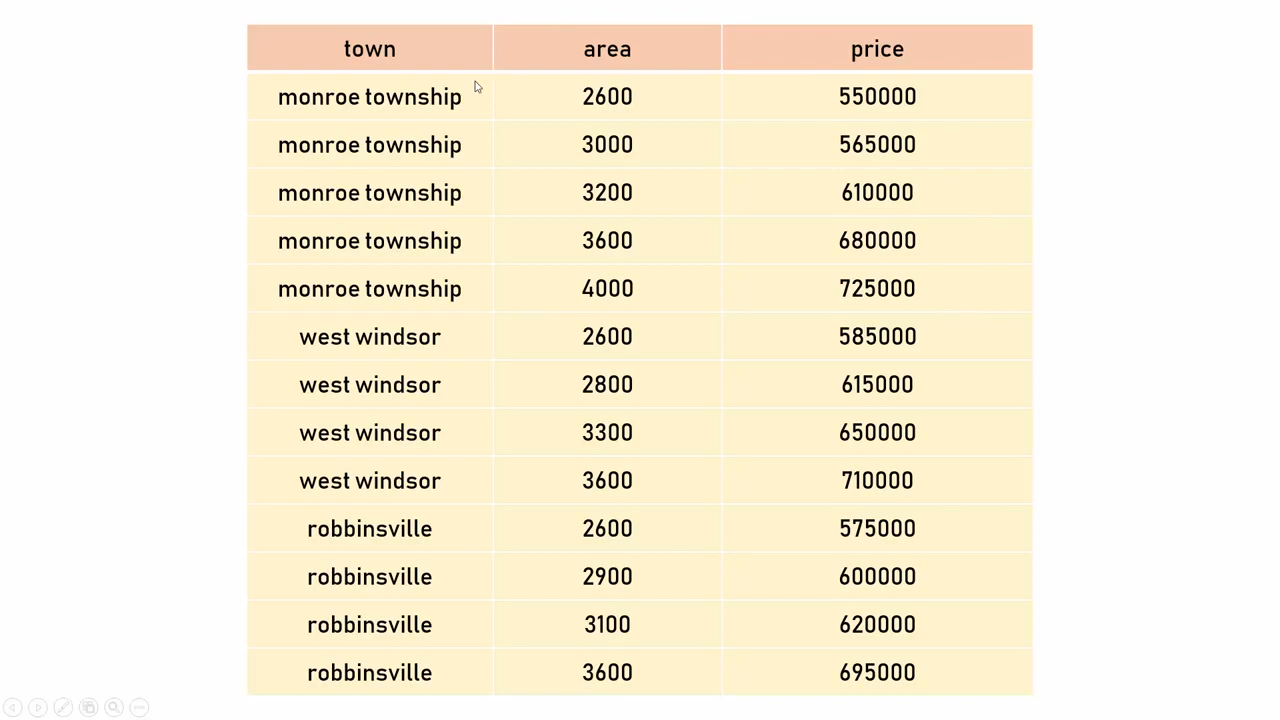 town area price
monroe township 2600 550000
monroe township 3000 565000
monroe township 3200 610000
monroe township 3600 680000
monroe township 4000 725000
west windsor 2600 585000
west windsor 2800 615000
west windsor 3300 650000
west windsor 3600 710000
robbinsville 2600 575000
robbinsville 2900 600000
robbinsville 3100 620000
robbinsville 3600 695000